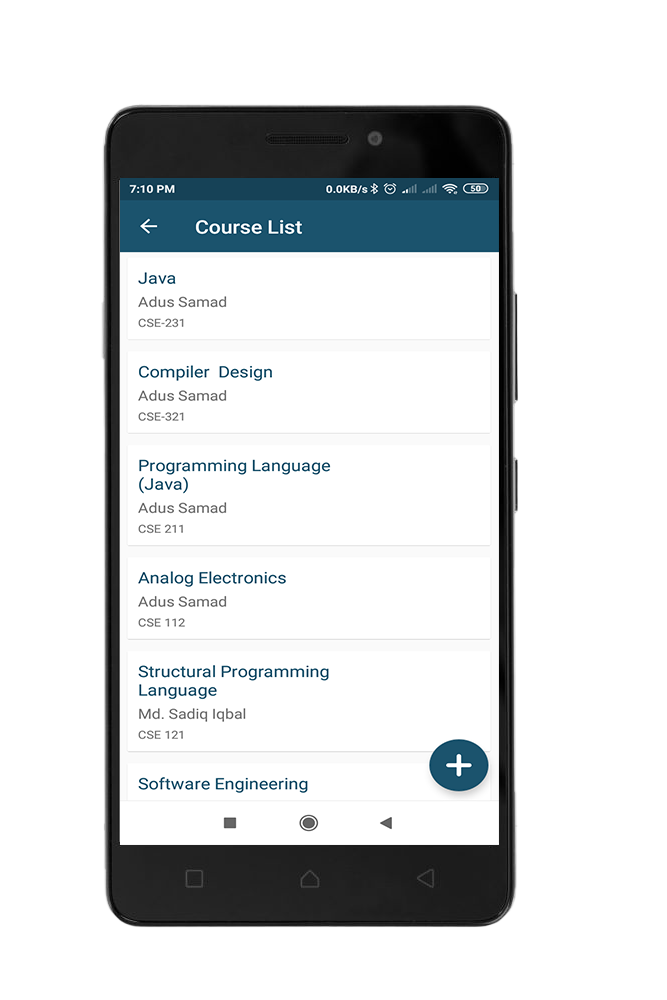 7:10 PM 0.0KB/s 50
Course List
Java
Adus Samad
CSE-231
Compiler  Design
Adus Samad
CSE-321
Programming Language
(Java)
Adus Samad
CSE 211
Analog Electronics
Adus Samad
CSE 112
Structural Programming
Language
Md. Sadiq Iqbal
CSE 121
Software Engineering